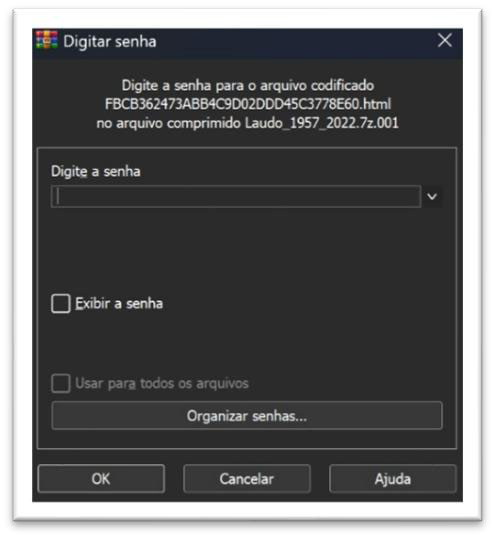 Digitar senha
Digite a senha para o arquivo codificado
FBCB362473ABB4C9D02DDD45C3778E60.html
no arquivo comprimido Laudo_1957_2022.7z.001
Digite a senha
Exibir a senha
Usar para todos os arquivos
Organizar senhas...
OK
Cancelar
Ajuda